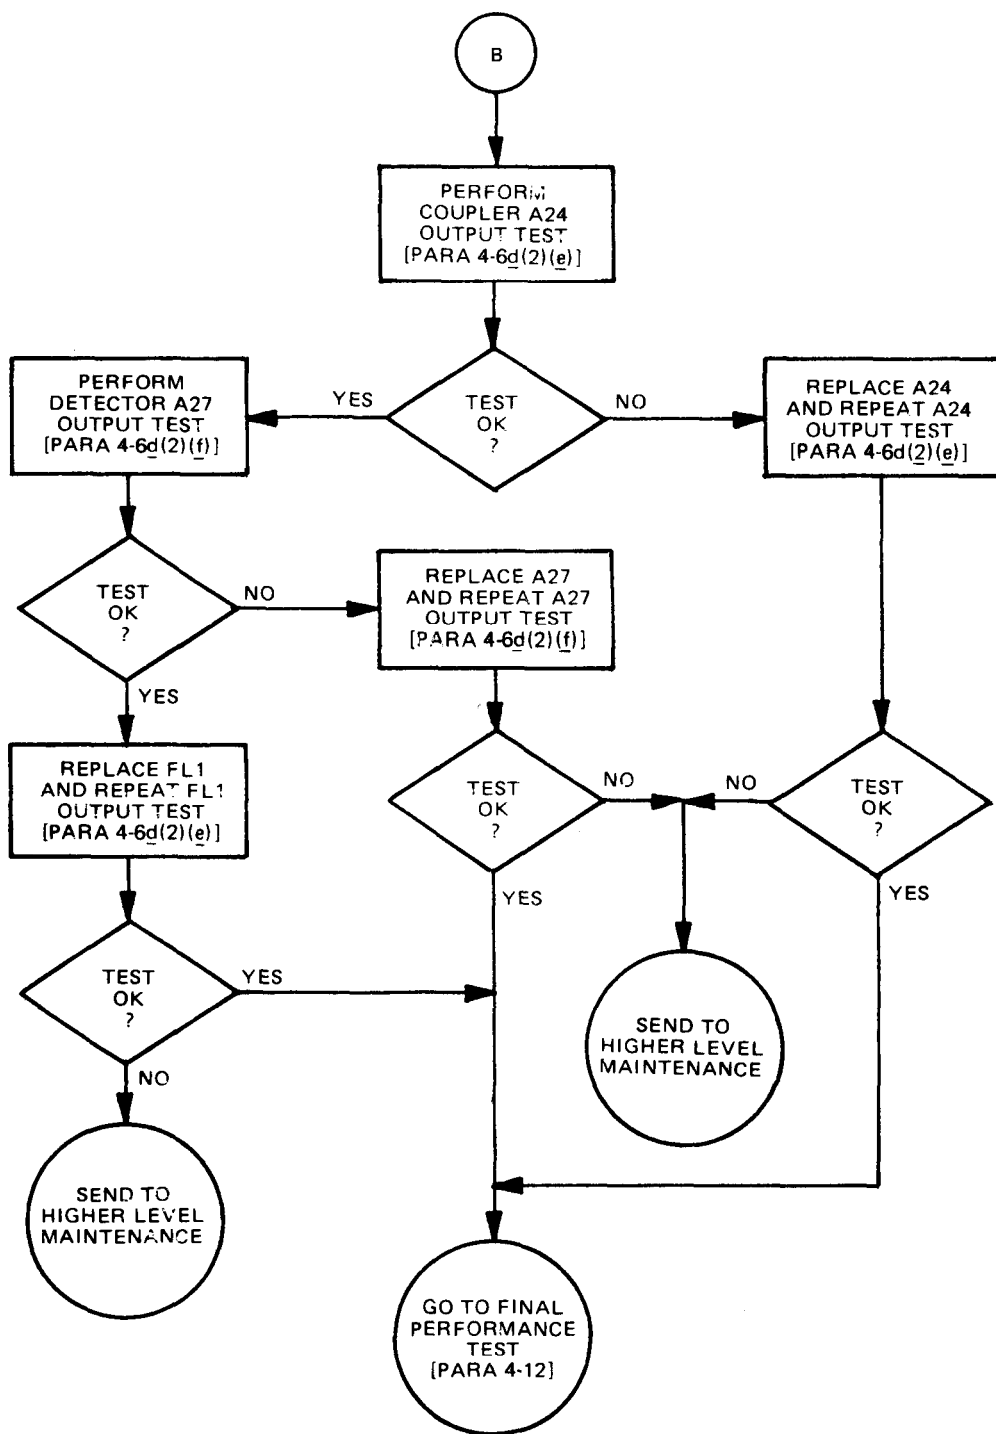 B
PERFORM
COUPLER A24
OUTPUT TEST
[PARA 4-6d(2)(e)]
TEST
OK
?
YES
NO
PERFORM
DETECTOR A27
OUTPUT TEST
[PARA 4-6d(2)(f)]
REPLACE A24
AND REPEAT A24
OUTPUT TEST
[PARA 4-6d(2)(e)]
TEST
OK
?
NO
YES
REPLACE A27
AND REPEAT A27
OUTPUT TEST
[PARA 4-6d(2)(f)]
REPLACE FL1
AND REPEAT FL1
OUTPUT TEST
[PARA 4-6d(2)(e)]
TEST
OK
?
NO
YES
TEST
OK
?
NO
YES
TEST
OK
?
YES
NO
SEND TO
HIGHER LEVEL
MAINTENANCE
SEND TO
HIGHER LEVEL
MAINTENANCE
GO TO FINAL
PERFORMANCE
TEST
[PARA 4-12]